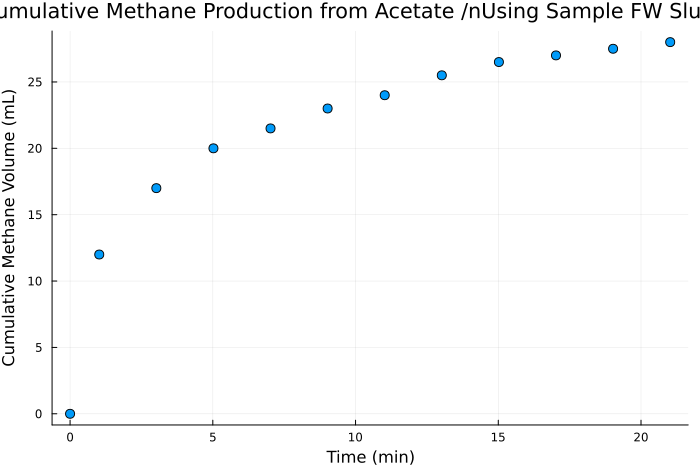 umulative Methane Production from Acetate /nUsing Sample FW Slu
Cumulative Methane Volume (mL)
25
20
15
10
5
0
0 5 10 15 20
Time (min)